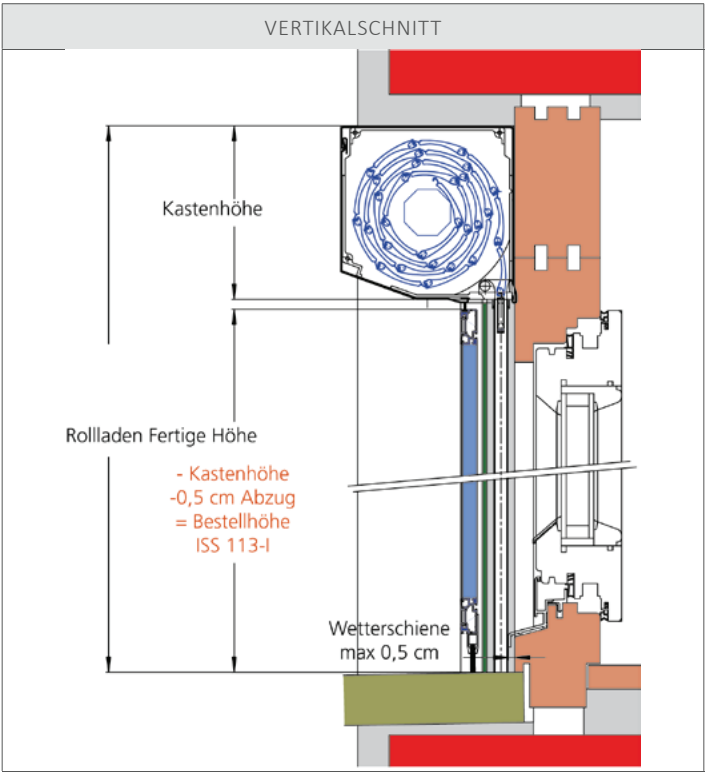 VERTIKALSCHNITT
Kastenhöhe
Rollladen Fertige Höhe
- Kastenhöhe
-0,5 cm Abzug
= Bestellhöhe
ISS 113-I
Wetterschiene
max 0,5 cm